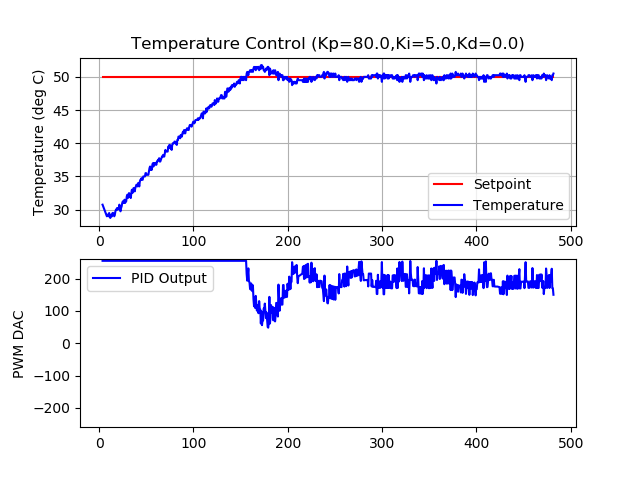 Temperature Control (Kp=80.0,Ki=5.0,Kd=0.0)
Temperature (deg C)
50
45
40
35
30
Setpoint
Temperature
0 100 200 300 400 500
PWM DAC
200
100
0
−100
−200
PID Output
0 100 200 300 400 500